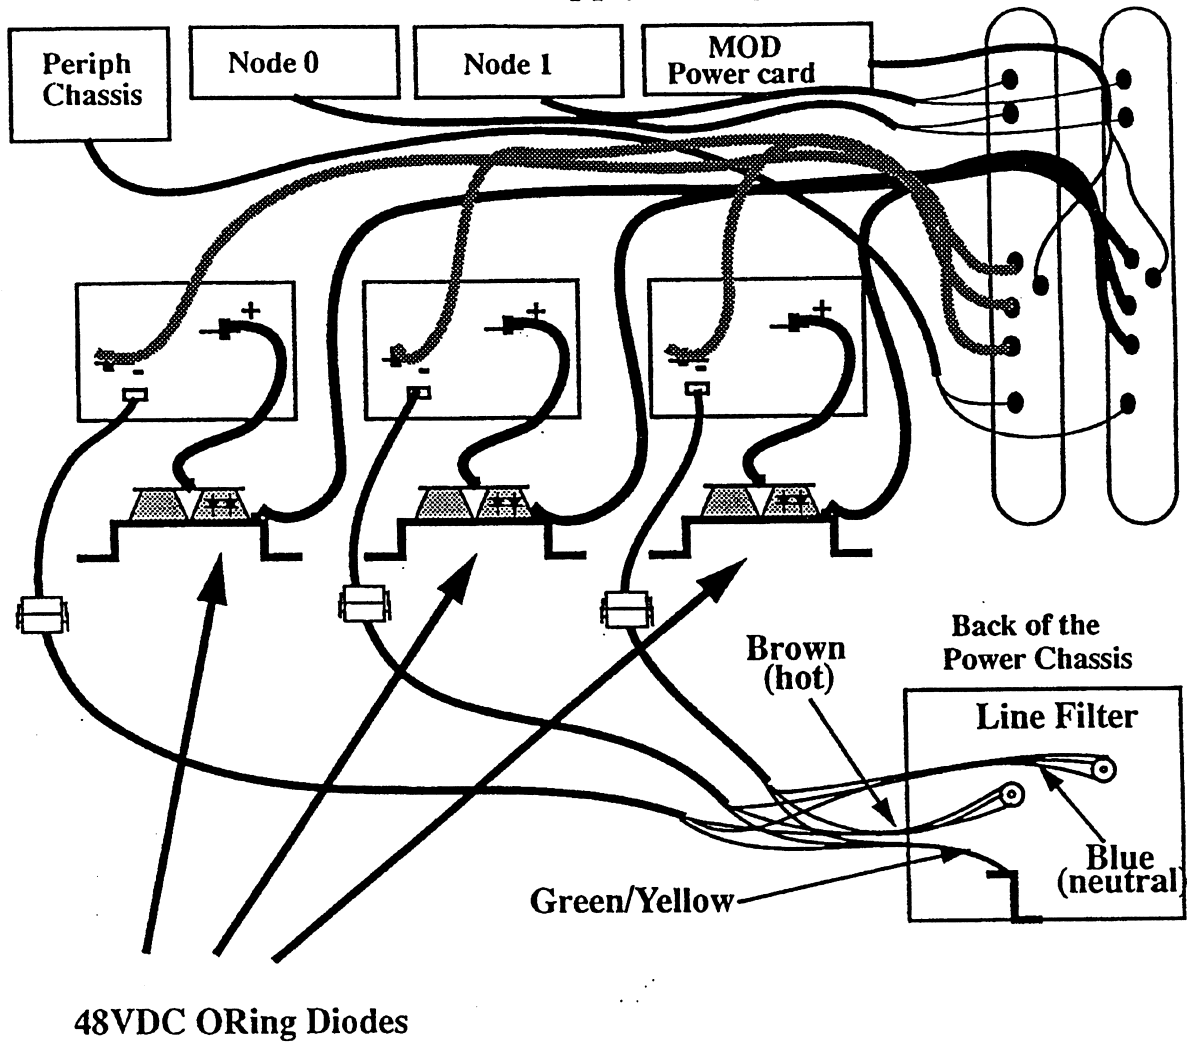 Periph
Chassis
Node 0
Node 1
MOD
Power card
+
-
+
-
+
-
Back of the
Power Chassis
Brown
(hot)
Line Filter
Blue
(neutral)
Green/Yellow
48VDC ORing Diodes